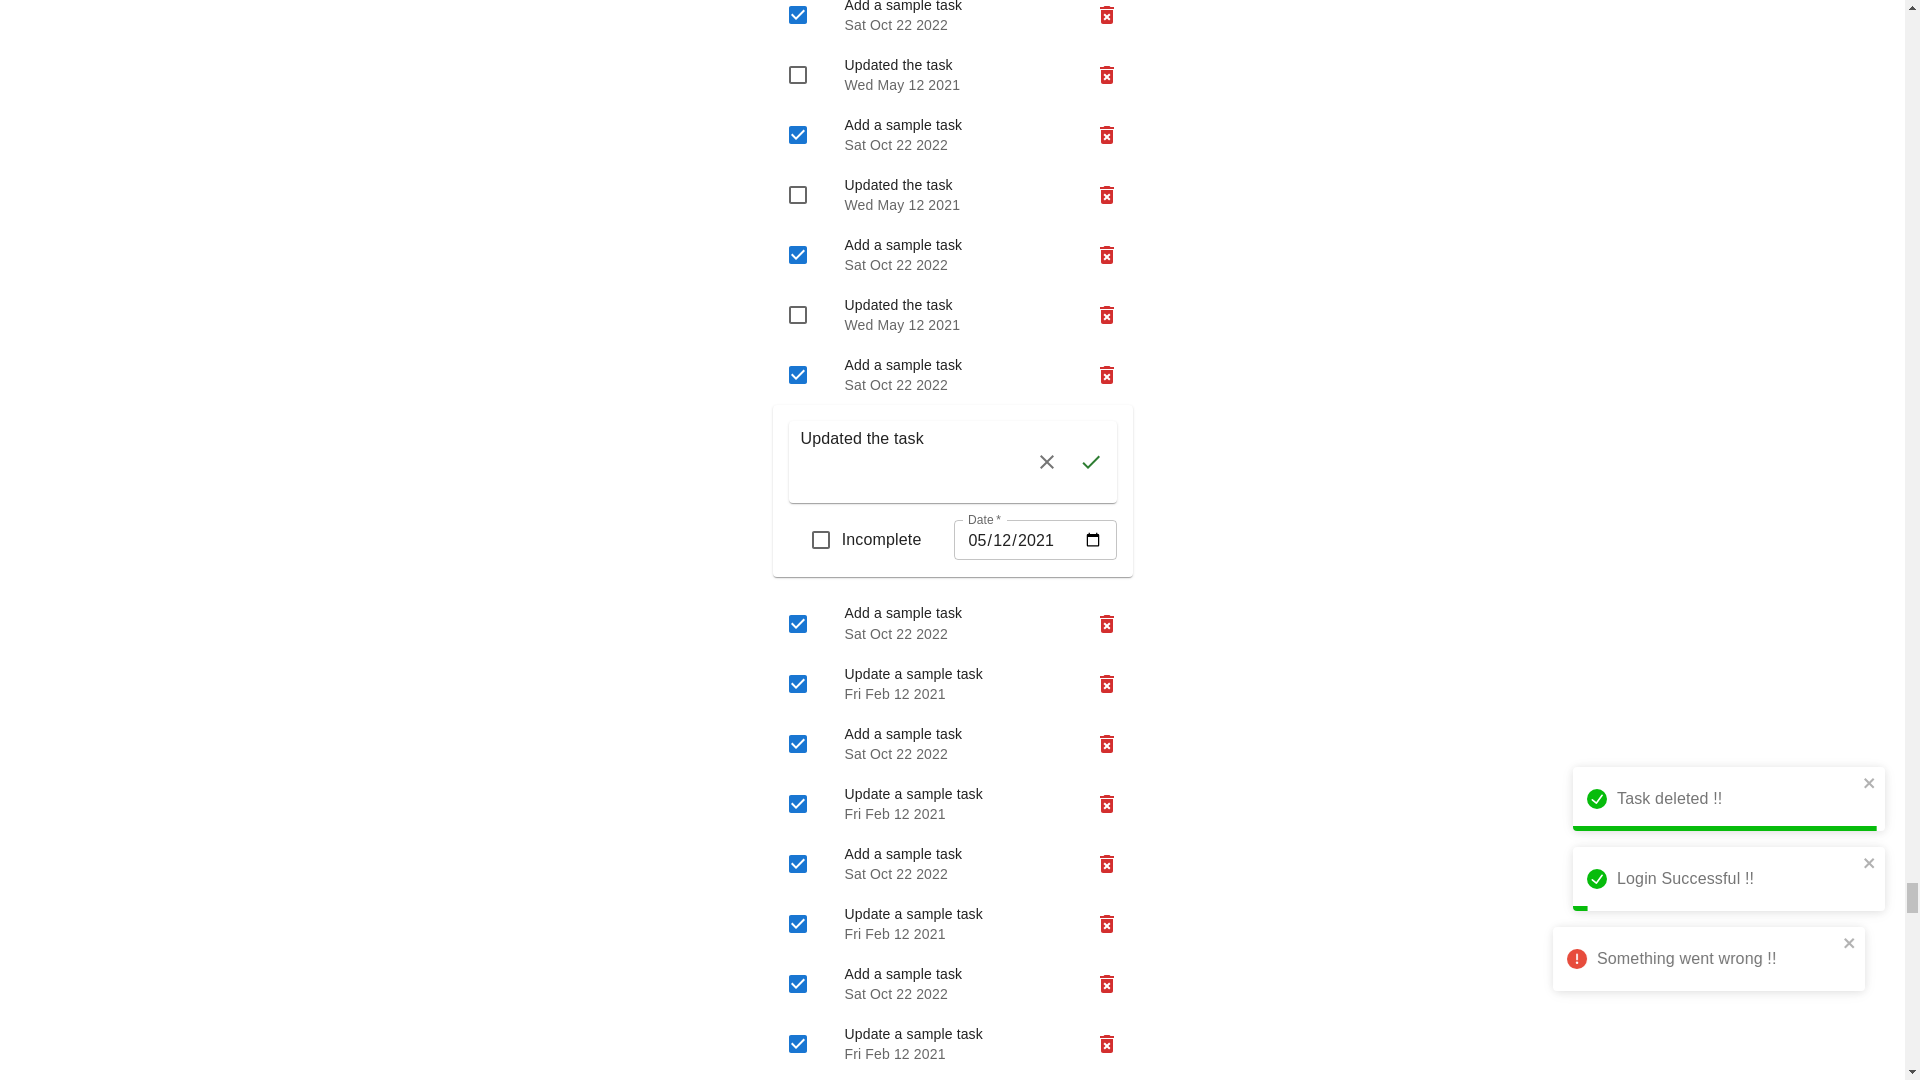 Add a sample task
Sat Oct 22 2022
Updated the task
Wed May 12 2021
Add a sample task
Sat Oct 22 2022
Updated the task
Wed May 12 2021
Add a sample task
Sat Oct 22 2022
Updated the task
Wed May 12 2021
Add a sample task
Sat Oct 22 2022
Updated the task
Date *
Incomplete
05/12/2021
Add a sample task
Sat Oct 22 2022
Update a sample task
Fri Feb 12 2021
Add a sample task
Sat Oct 22 2022
Update a sample task
Fri Feb 12 2021
Add a sample task
Sat Oct 22 2022
Update a sample task
Fri Feb 12 2021
Add a sample task
Sat Oct 22 2022
Update a sample task
Fri Feb 12 2021
Task deleted !!
Login Successful !!
Something went wrong !!